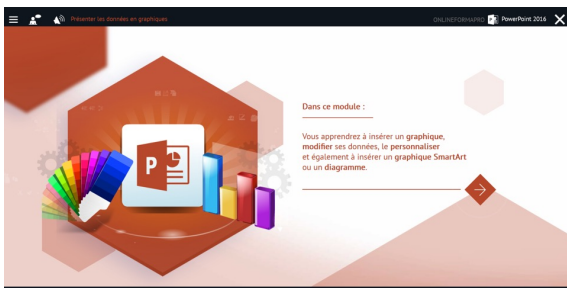 Présenter les données en graphiques
ONLINEFORMAPRO PowerPoint 2016
Dans ce module :
Vous apprendrez à insérer un graphique,
modifier ses données, le personnaliser
et également à insérer un graphique SmartArt
ou un diagramme.
P